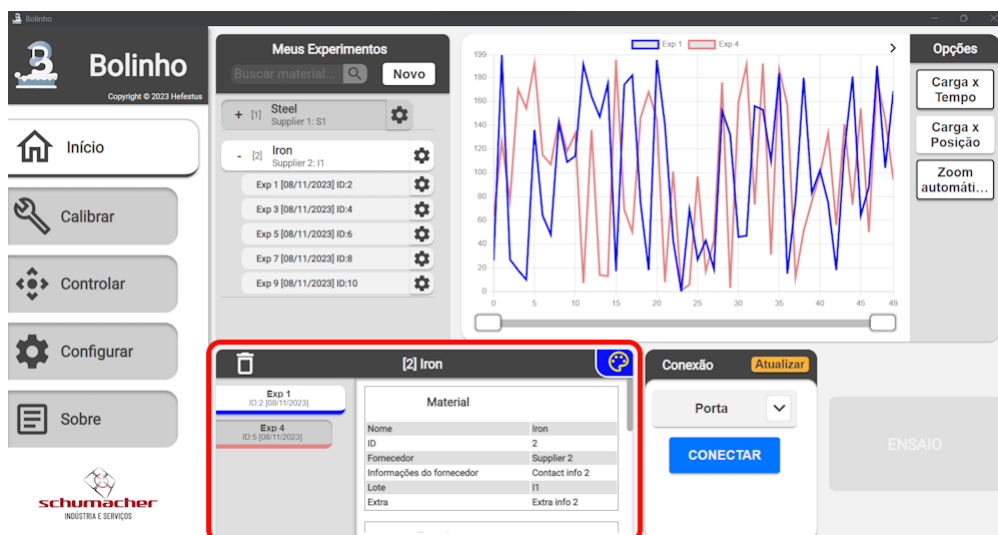 Bolinho
Bolinho
Copyright © 2023 Hefestus
Início
Calibrar
Controlar
Configurar
Sobre
schumacher
INDÚSTRIA E SERVIÇOS
Meus Experimentos
Buscar material...
Novo
+ [1] Steel
Supplier 1: S1
- [2] Iron
Supplier 2: I1
Exp 1 [08/11/2023] ID:2
Exp 3 [08/11/2023] ID:4
Exp 5 [08/11/2023] ID:6
Exp 7 [08/11/2023] ID:8
Exp 9 [08/11/2023] ID:10
Exp 1 Exp 4
199
180
160
140
120
100
80
60
40
20
0
0 5 10 15 20 25 30 35 40 45 49
Opções
Carga x
Tempo
Carga x
Posição
Zoom
automáti...
[2] Iron
Exp 1
ID:2 [08/11/2023]
Exp 4
ID:5 [08/11/2023]
Material
Nome Iron
ID 2
Fornecedor Supplier 2
Informações do fornecedor Contact info 2
Lote I1
Extra Extra info 2
Conexão Atualizar
Porta
CONECTAR
ENSAIO